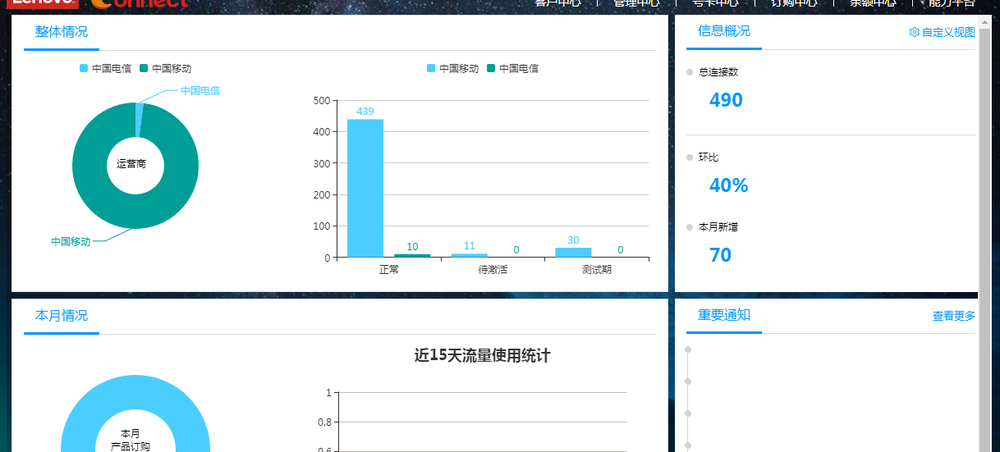 Lenovo Connect
客户中心 管理中心 号卡中心 订购中心 余额中心 能力平台
整体情况
中国电信 中国移动
中国电信
运营商
中国移动
中国移动 中国电信
500
400
300
200
100
0
439
10
11
0
30
0
正常 待激活 测试期
信息概况 自定义视图
总连接数
490
环比
40%
本月新增
70
本月情况
本月
产品订购
近15天流量使用统计
1
0.8
0.6
重要通知 查看更多